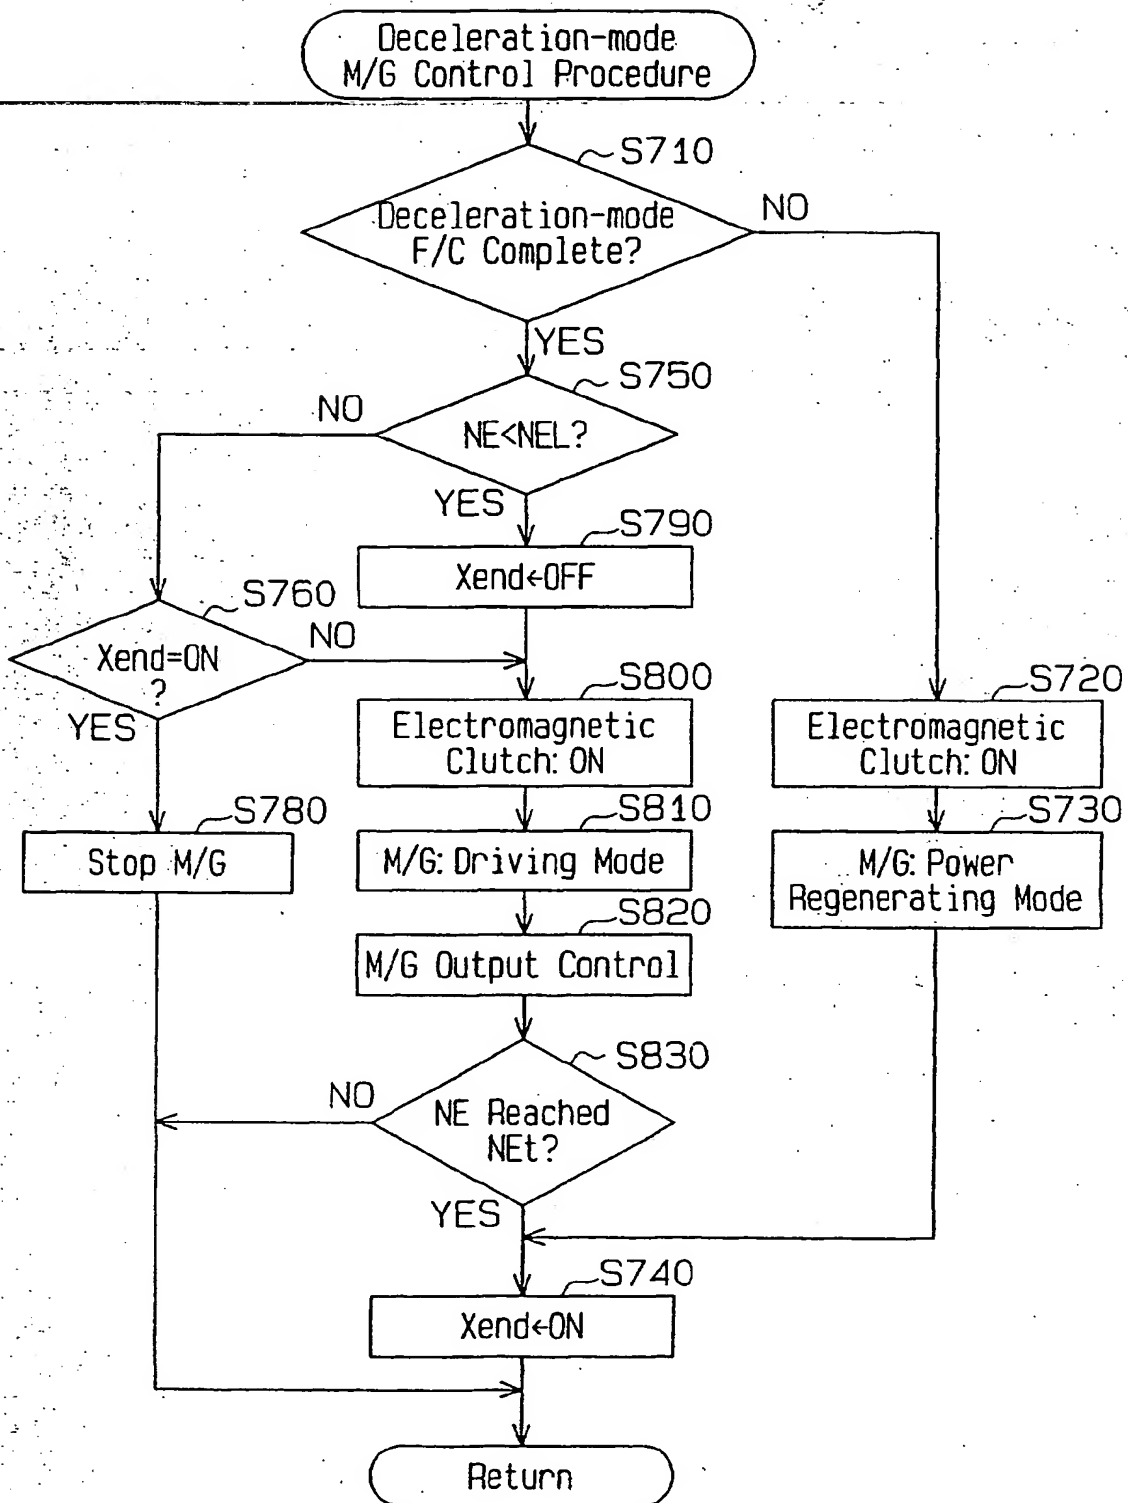 Deceleration-mode
M/G Control Procedure
S710
Deceleration-mode
F/C Complete?
NO
YES
S750
NE<NEL?
NO
YES
S790
Xend←OFF
S760
Xend=ON
?
NO
YES
S800
Electromagnetic
Clutch: ON
S720
Electromagnetic
Clutch: ON
S780
Stop M/G
S810
M/G: Driving Mode
S730
M/G: Power
Regenerating Mode
S820
M/G Output Control
S830
NE Reached
NEt?
NO
YES
S740
Xend←ON
Return